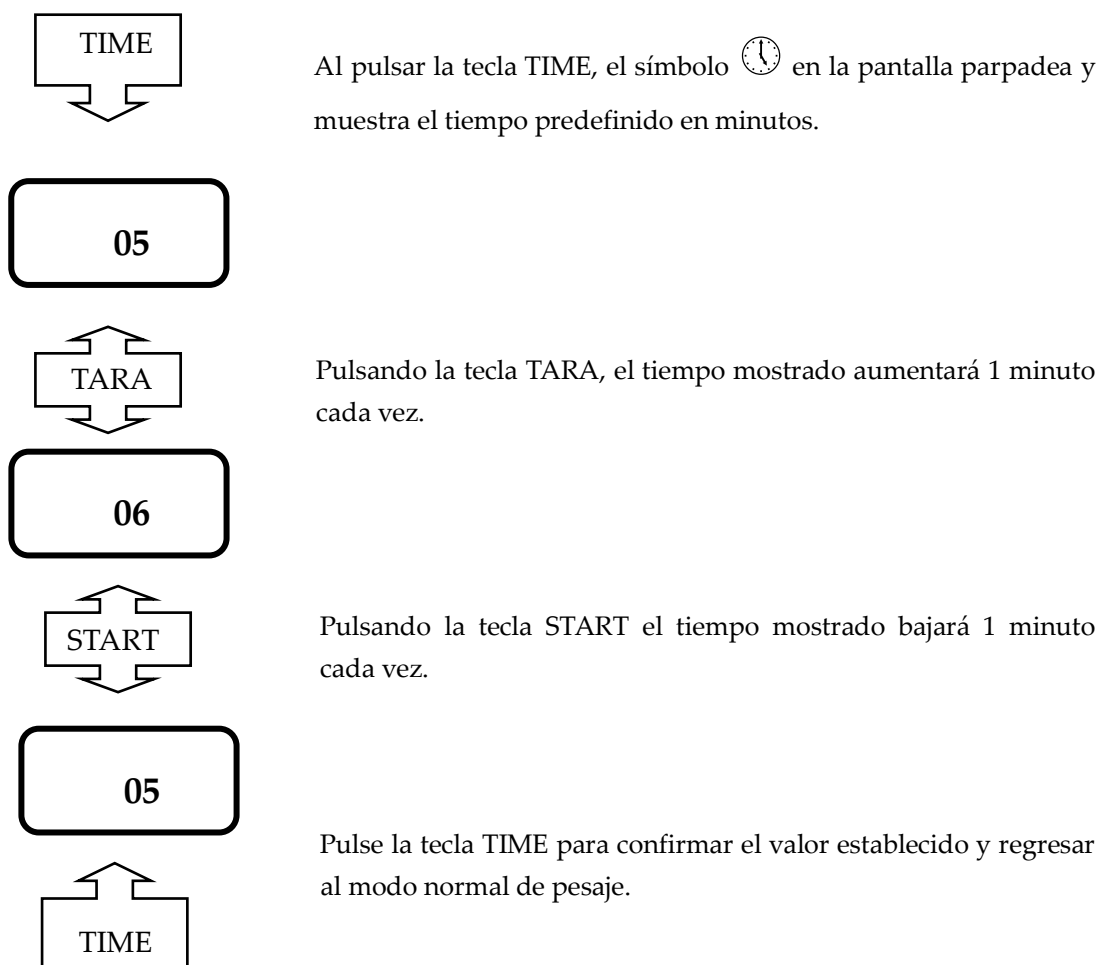 TIME
Al pulsar la tecla TIME, el símbolo en la pantalla parpadea y
muestra el tiempo predefinido en minutos.
05
TARA
Pulsando la tecla TARA, el tiempo mostrado aumentará 1 minuto
cada vez.
06
START
Pulsando la tecla START el tiempo mostrado bajará 1 minuto
cada vez.
05
Pulse la tecla TIME para confirmar el valor establecido y regresar
al modo normal de pesaje.
TIME